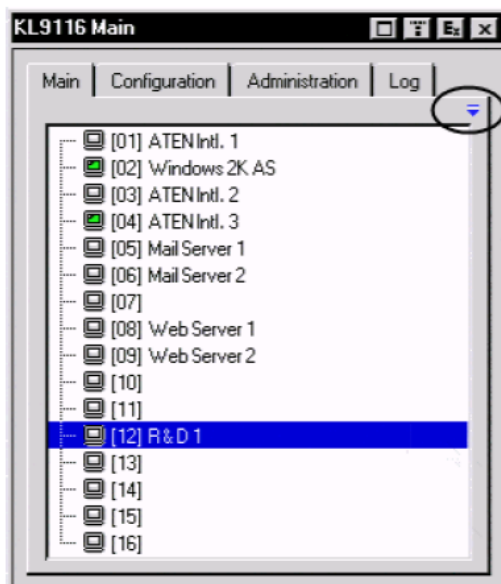 KL9116 Main
Main Configuration Administration Log
[01] ATEN Intl. 1
[02] Windows 2K AS
[03] ATEN Intl. 2
[04] ATEN Intl. 3
[05] Mail Server 1
[06] Mail Server 2
[07]
[08] Web Server 1
[09] Web Server 2
[10]
[11]
[12] R & D 1
[13]
[14]
[15]
[16]